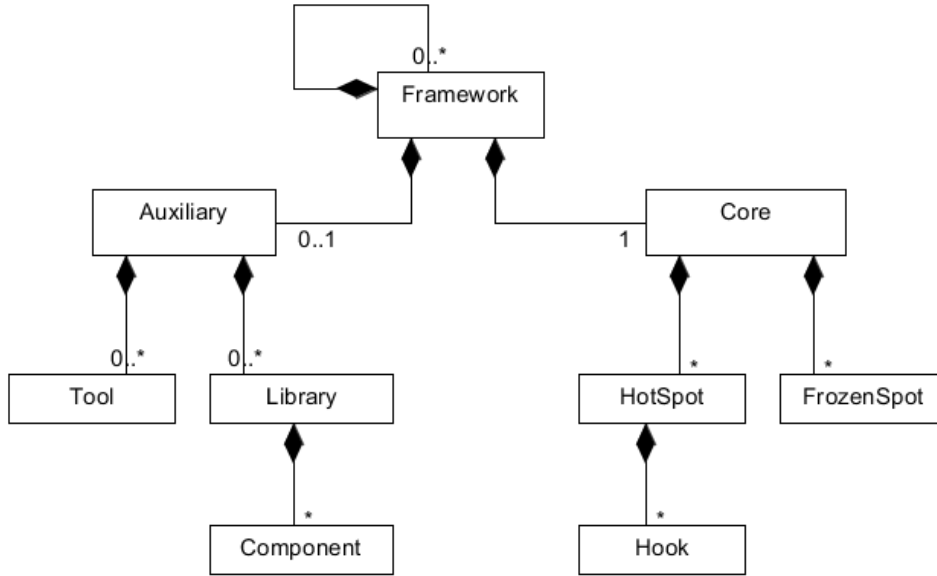 0..*
Framework
Auxiliary
Core
0..1
1
0..*
0..*
*
*
Tool
Library
HotSpot
FrozenSpot
*
*
Component
Hook